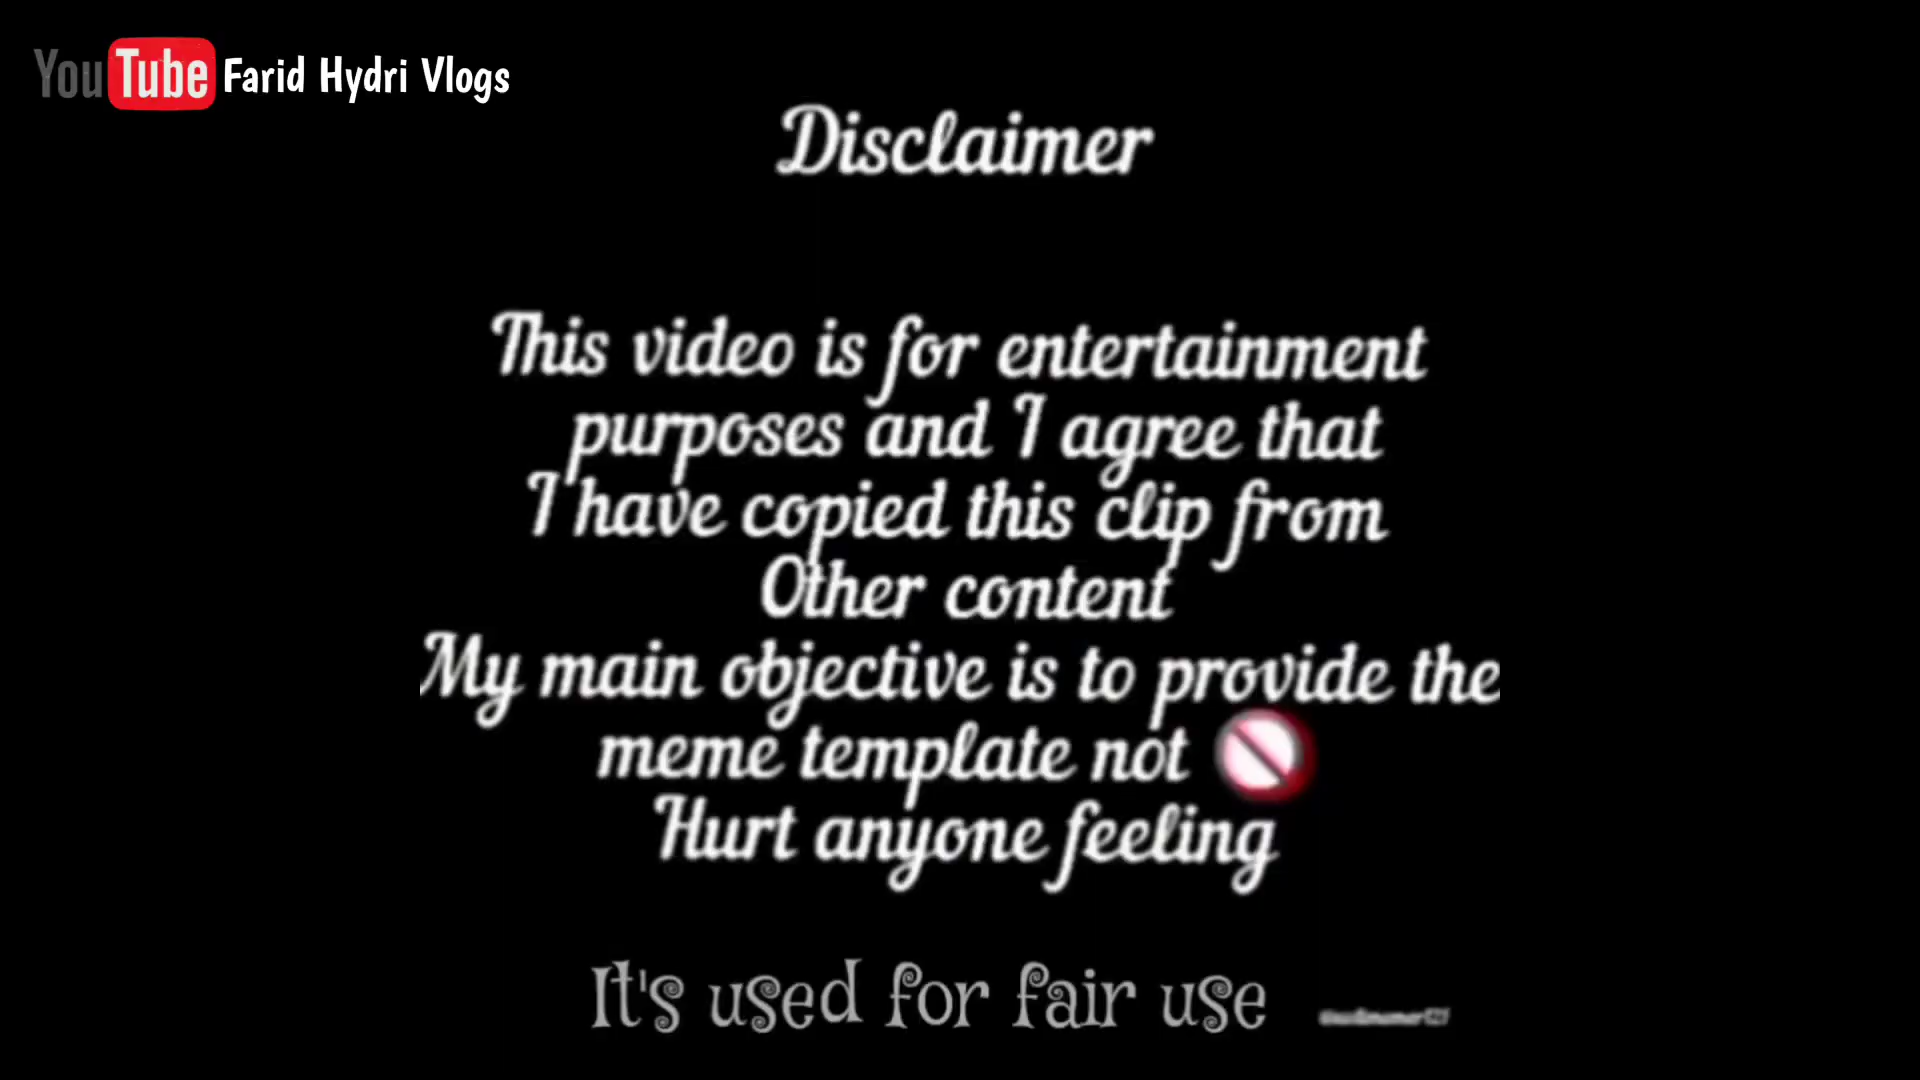 YouTube Farid Hydri Vlogs
Disclaimer
This video is for entertainment
purposes and I agree that
I have copied this clip from
Other content
My main objective is to provide the
meme template not
Hurt anyone feeling
It's used for fair use